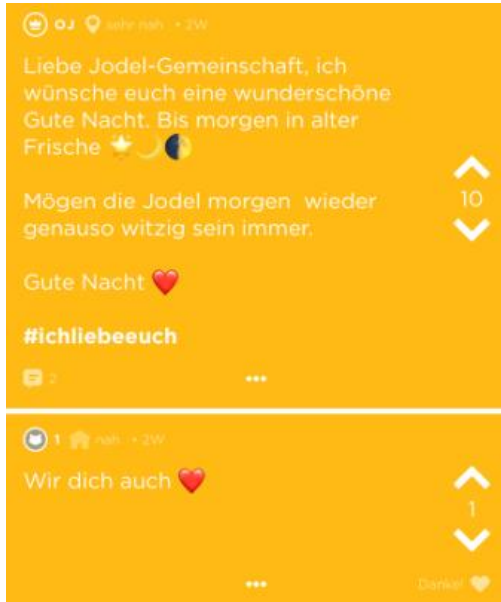 OJ sehr nah • 2W
Liebe Jodel-Gemeinschaft, ich
wünsche euch eine wunderschöne
Gute Nacht. Bis morgen in alter
Frische 🌟🌙🌓
10
Mögen die Jodel morgen wieder
genauso witzig sein immer.
Gute Nacht ❤️
#ichliebeeuch
2
1 nah • 2W
Wir dich auch ❤️
1
Danke!